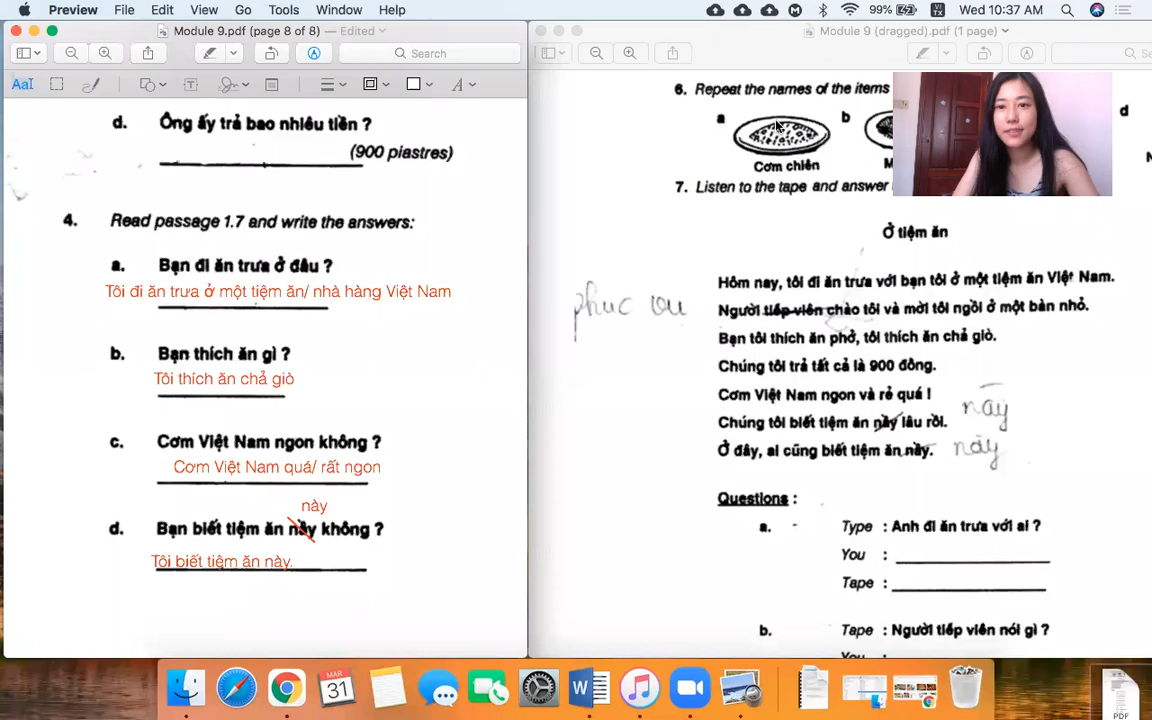 Preview File Edit View Go Tools Window Help 99% Wed 10:37 AM
Module 9.pdf (page 8 of 8) — Edited
Search
AaI
A
d. Ông ấy trả bao nhiêu tiền ?
(900 piastres)
4. Read passage 1.7 and write the answers:
a. Bạn đi ăn trưa ở đâu ?
Tôi đi ăn trưa ở một tiệm ăn/ nhà hàng Việt Nam
b. Bạn thích ăn gì ?
Tôi thích ăn chả giò
c. Cơm Việt Nam ngon không ?
Cơm Việt Nam quá/ rất ngon
này
d. Bạn biết tiệm ăn nầy không ?
Tôi biết tiệm ăn này.
Module 9 (dragged).pdf (1 page)
6. Repeat the names of the items
a b d
Cơm chiên
7. Listen to the tape and answer
Ở tiệm ăn
Hôm nay, tôi đi ăn trưa với bạn tôi ở một tiệm ăn Việt Nam.
phuc vu
Người tiếp viên chào tôi và mời tôi ngồi ở một bàn nhỏ.
Bạn tôi thích ăn phở, tôi thích ăn chả giò.
Chúng tôi trả tất cả là 900 đồng.
Cơm Việt Nam ngon và rẻ quá !
Chúng tôi biết tiệm ăn nầy lâu rồi. này
Ở đây, ai cũng biết tiệm ăn nầy. này
Questions :
a. - Type : Anh đi ăn trưa với ai ?
You :
Tape :
b. Tape : Người tiếp viên nói gì ?
You
MAR
31
W
PDF